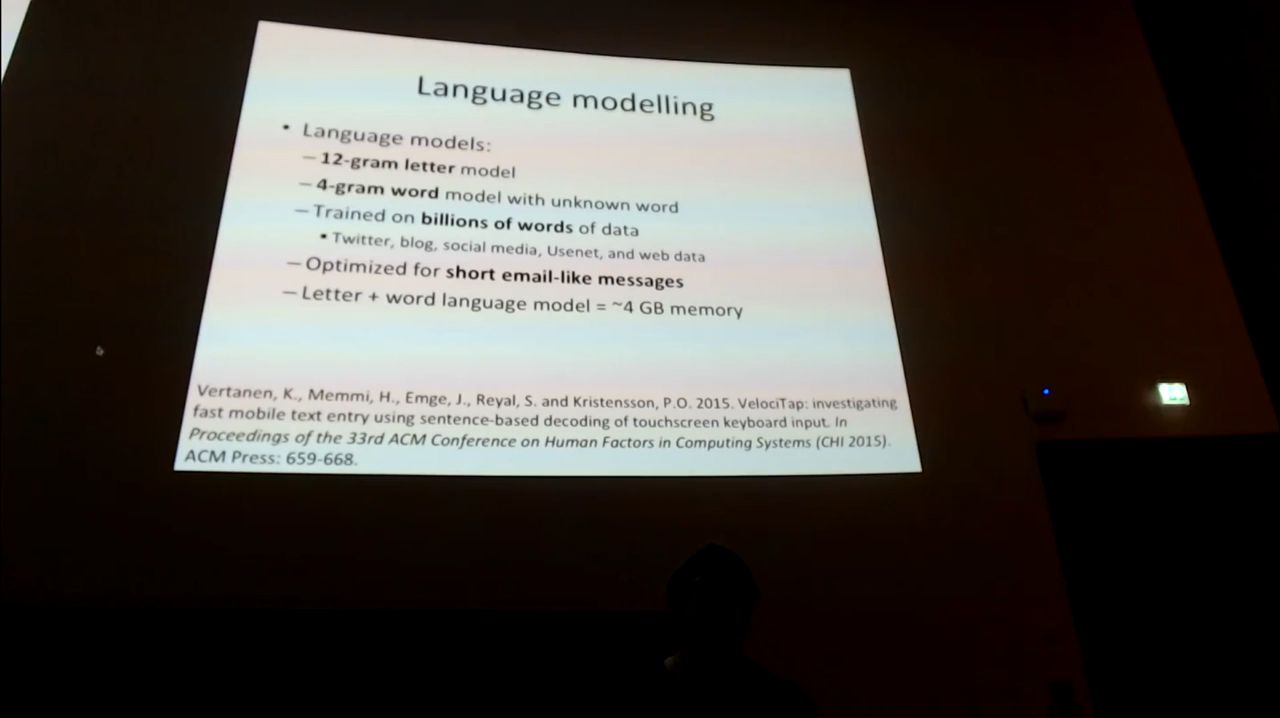 Language modelling
• Language models:
– 12-gram letter model
– 4-gram word model with unknown word
– Trained on billions of words of data
• Twitter, blog, social media, Usenet, and web data
– Optimized for short email-like messages
– Letter + word language model = ~4 GB memory
Vertanen, K., Memmi, H., Emge, J., Reyal, S. and Kristensson, P.O. 2015. VelociTap: investigating
fast mobile text entry using sentence-based decoding of touchscreen keyboard input. In
Proceedings of the 33rd ACM Conference on Human Factors in Computing Systems (CHI 2015).
ACM Press: 659-668.